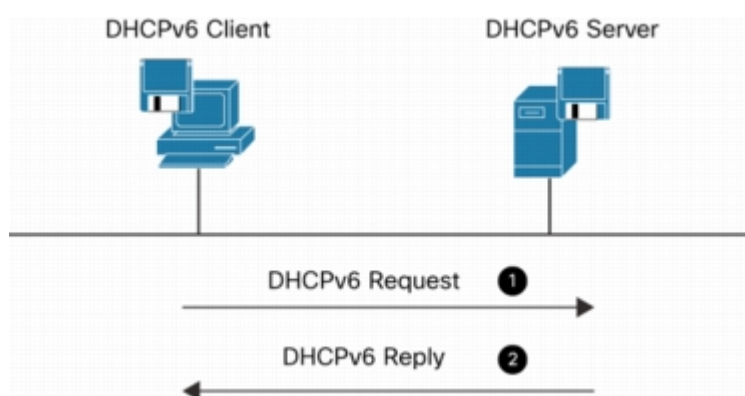 DHCPv6 Client
DHCPv6 Server
DHCPv6 Request 1
DHCPv6 Reply 2